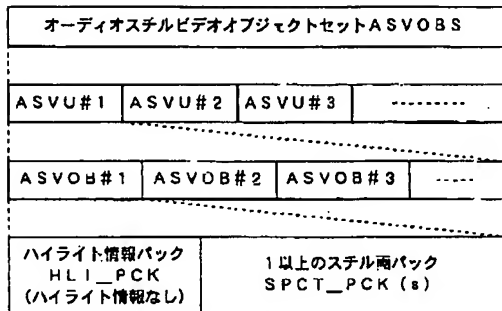 オーディオスチルビデオオブジェクトセットASVOBS
ASVU#1 ASVU#2 ASVU#3
ASVOB#1 ASVOB#2 ASVOB#3
ハイライト情報パック
HLI_PCK
(ハイライト情報なし)
1以上のスチル画パック
SPCT_PCK(s)